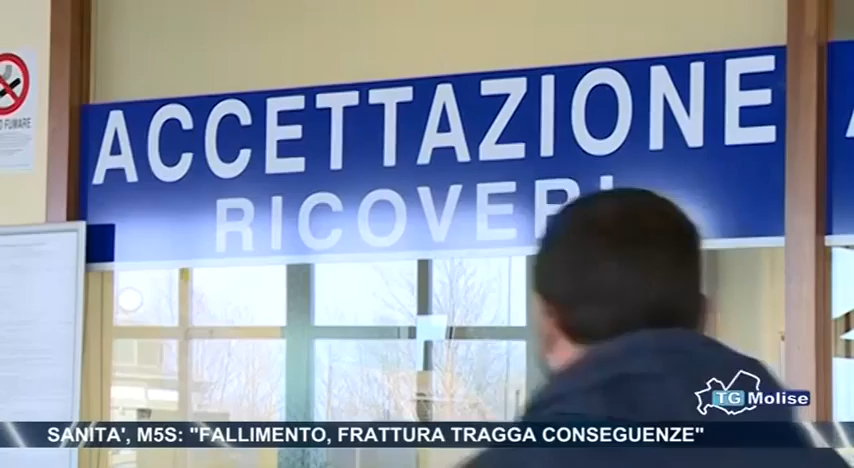 ACCETTAZIONE
O FUMARE
RICOVERI
TG Molise
SANITA', M5S: "FALLIMENTO, FRATTURA TRAGGA CONSEGUENZE"